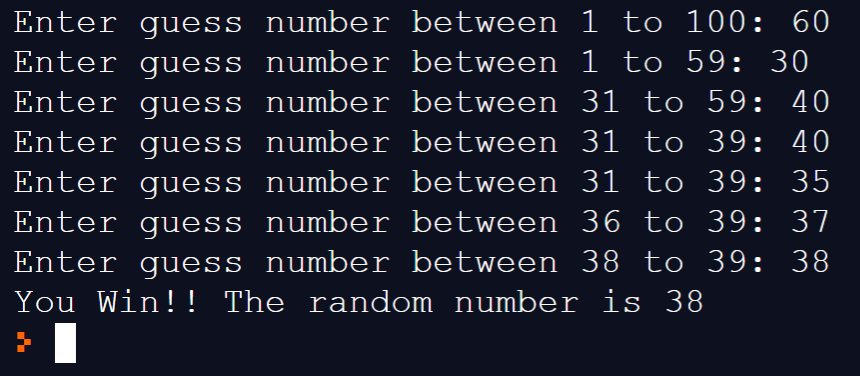 Enter guess number between 1 to 100: 60
Enter guess number between 1 to 59: 30
Enter guess number between 31 to 59: 40
Enter guess number between 31 to 39: 40
Enter guess number between 31 to 39: 35
Enter guess number between 36 to 39: 37
Enter guess number between 38 to 39: 38
You Win!! The random number is 38